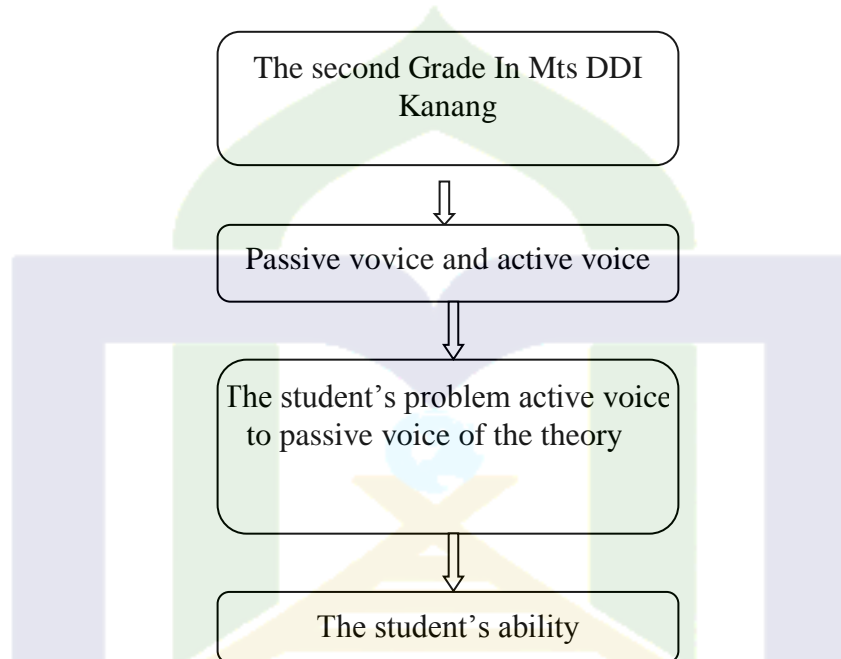 The second Grade In Mts DDI
Kanang
Passive vovice and active voice
The student’s problem active voice
to passive voice of the theory
The student’s ability